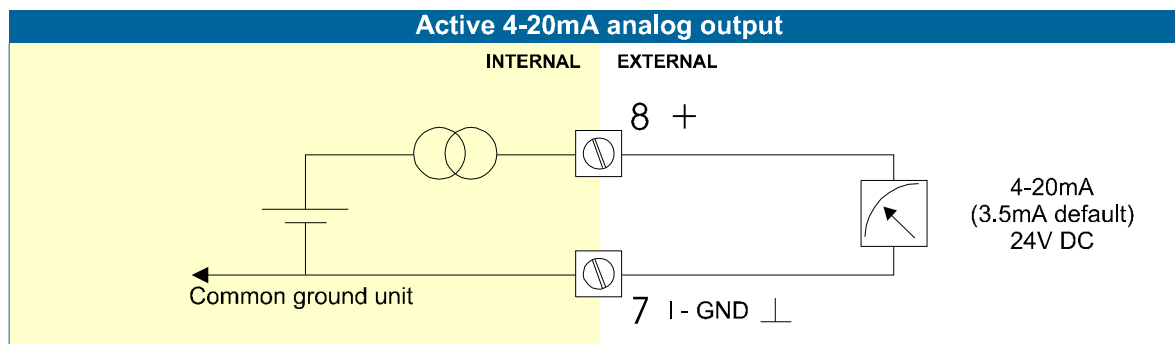 Active 4-20mA analog output
INTERNAL EXTERNAL
8 +
4-20mA
(3.5mA default)
24V DC
Common ground unit
7 I - GND ⊥